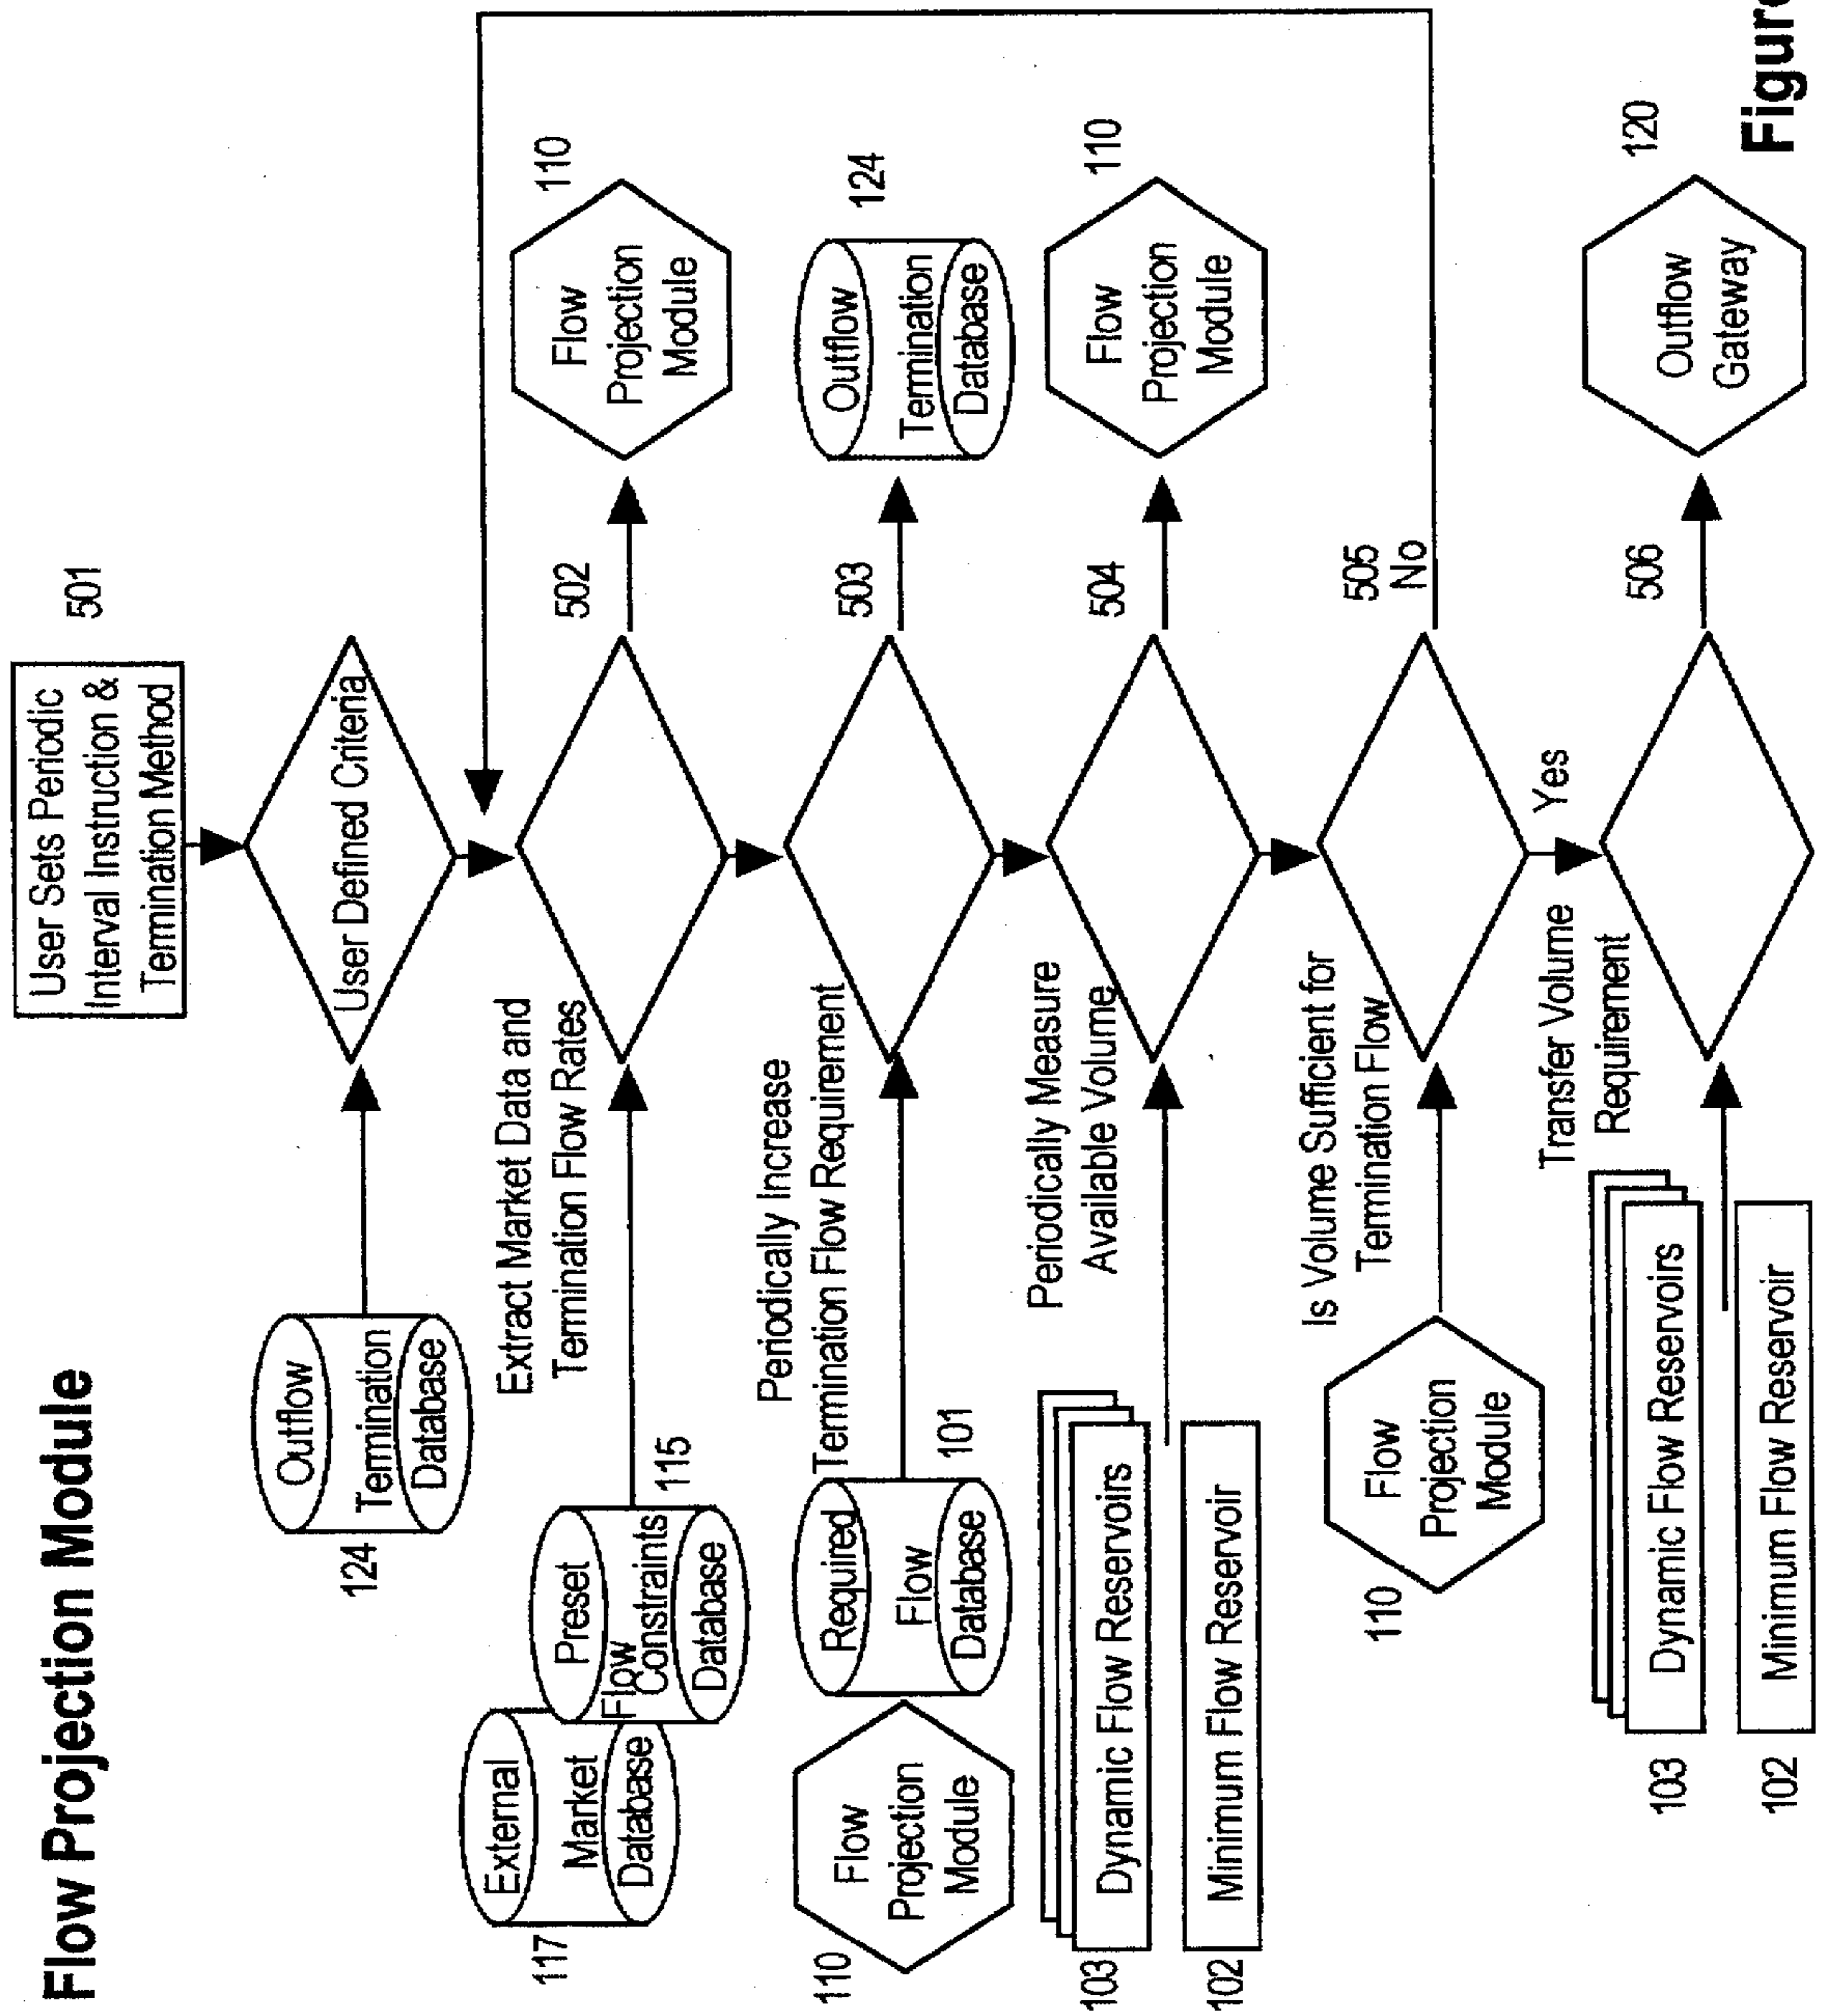 Flow Projection Module
User Sets Periodic
Interval Instruction &
Termination Method
501
124
Outflow
Termination
Database
User Defined Criteria
117
External
Market
Database
Preset
Flow
Constraints
Database
115
Extract Market Data and
Termination Flow Rates
502
Flow
Projection
Module
110
110
Flow
Projection
Module
Required
Flow
Database
101
Periodically Increase
Termination Flow Requirement
503
Outflow
Termination
Database
124
103
Dynamic Flow Reservoirs
102
Minimum Flow Reservoir
Periodically Measure
Available Volume
504
Flow
Projection
Module
110
110
Flow
Projection
Module
Is Volume Sufficient for
Termination Flow
505
No
Yes
103
Dynamic Flow Reservoirs
102
Minimum Flow Reservoir
Transfer Volume
Requirement
506
Outflow
Gateway
120